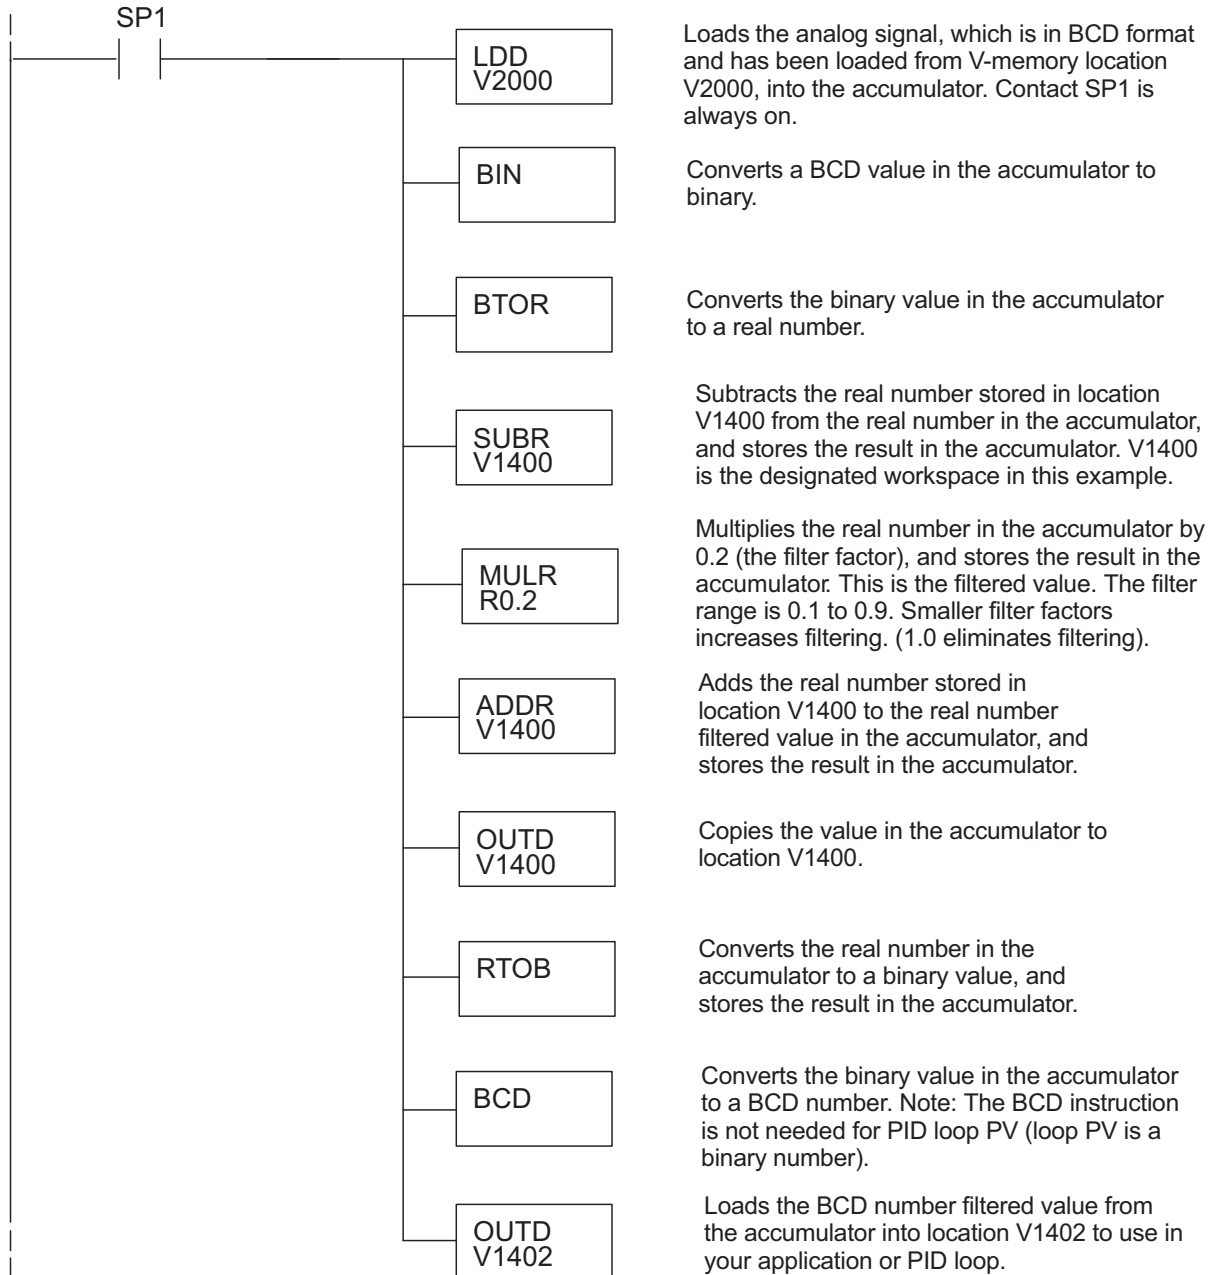 SP1
LDD
V2000
Loads the analog signal, which is in BCD format
and has been loaded from V-memory location
V2000, into the accumulator. Contact SP1 is
always on.
BIN
Converts a BCD value in the accumulator to
binary.
BTOR
Converts the binary value in the accumulator
to a real number.
SUBR
V1400
Subtracts the real number stored in location
V1400 from the real number in the accumulator,
and stores the result in the accumulator. V1400
is the designated workspace in this example.
MULR
R0.2
Multiplies the real number in the accumulator by
0.2 (the filter factor), and stores the result in the
accumulator. This is the filtered value. The filter
range is 0.1 to 0.9. Smaller filter factors
increases filtering. (1.0 eliminates filtering).
ADDR
V1400
Adds the real number stored in
location V1400 to the real number
filtered value in the accumulator, and
stores the result in the accumulator.
OUTD
V1400
Copies the value in the accumulator to
location V1400.
RTOB
Converts the real number in the
accumulator to a binary value, and
stores the result in the accumulator.
BCD
Converts the binary value in the accumulator
to a BCD number. Note: The BCD instruction
is not needed for PID loop PV (loop PV is a
binary number).
OUTD
V1402
Loads the BCD number filtered value from
the accumulator into location V1402 to use in
your application or PID loop.